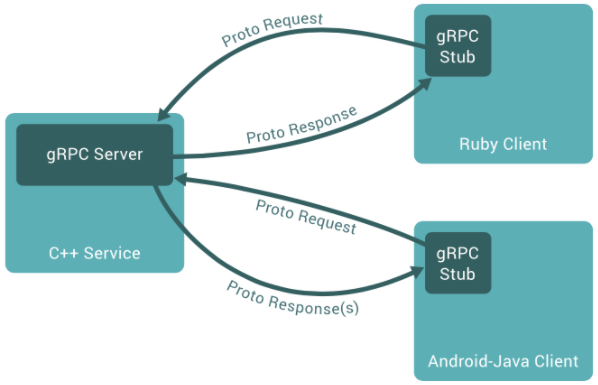 Proto Request
gRPC
Stub
Ruby Client
Proto Response
gRPC Server
C++ Service
Proto Request
gRPC
Stub
Proto Response(s)
Android-Java Client